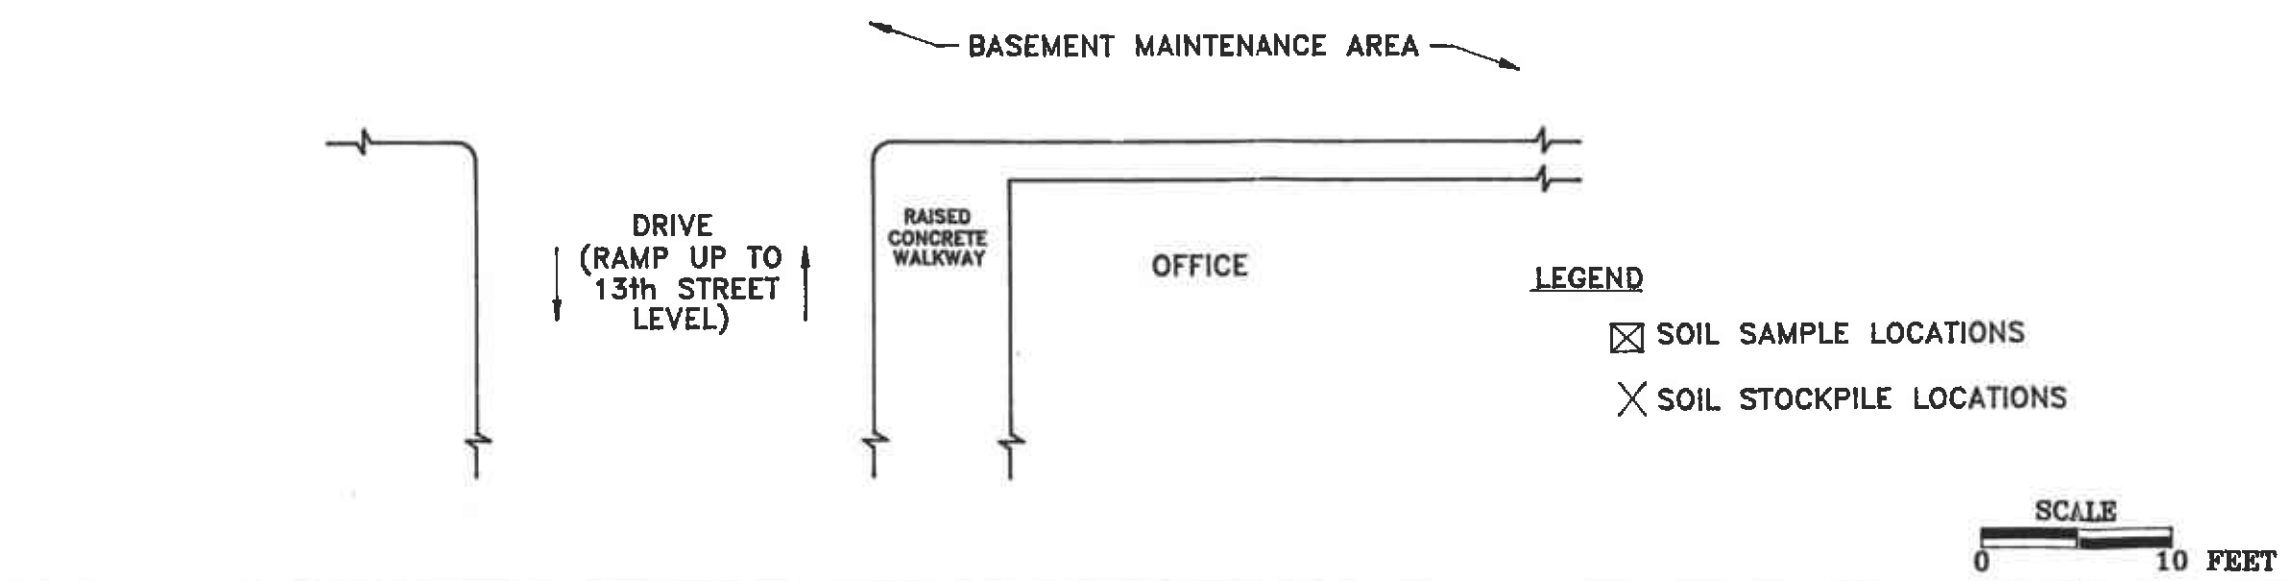 BASEMENT MAINTENANCE AREA
DRIVE
(RAMP UP TO
13th STREET
LEVEL)
RAISED
CONCRETE
WALKWAY
OFFICE
LEGEND
SOIL SAMPLE LOCATIONS
SOIL STOCKPILE LOCATIONS
SCALE
0 10 FEET